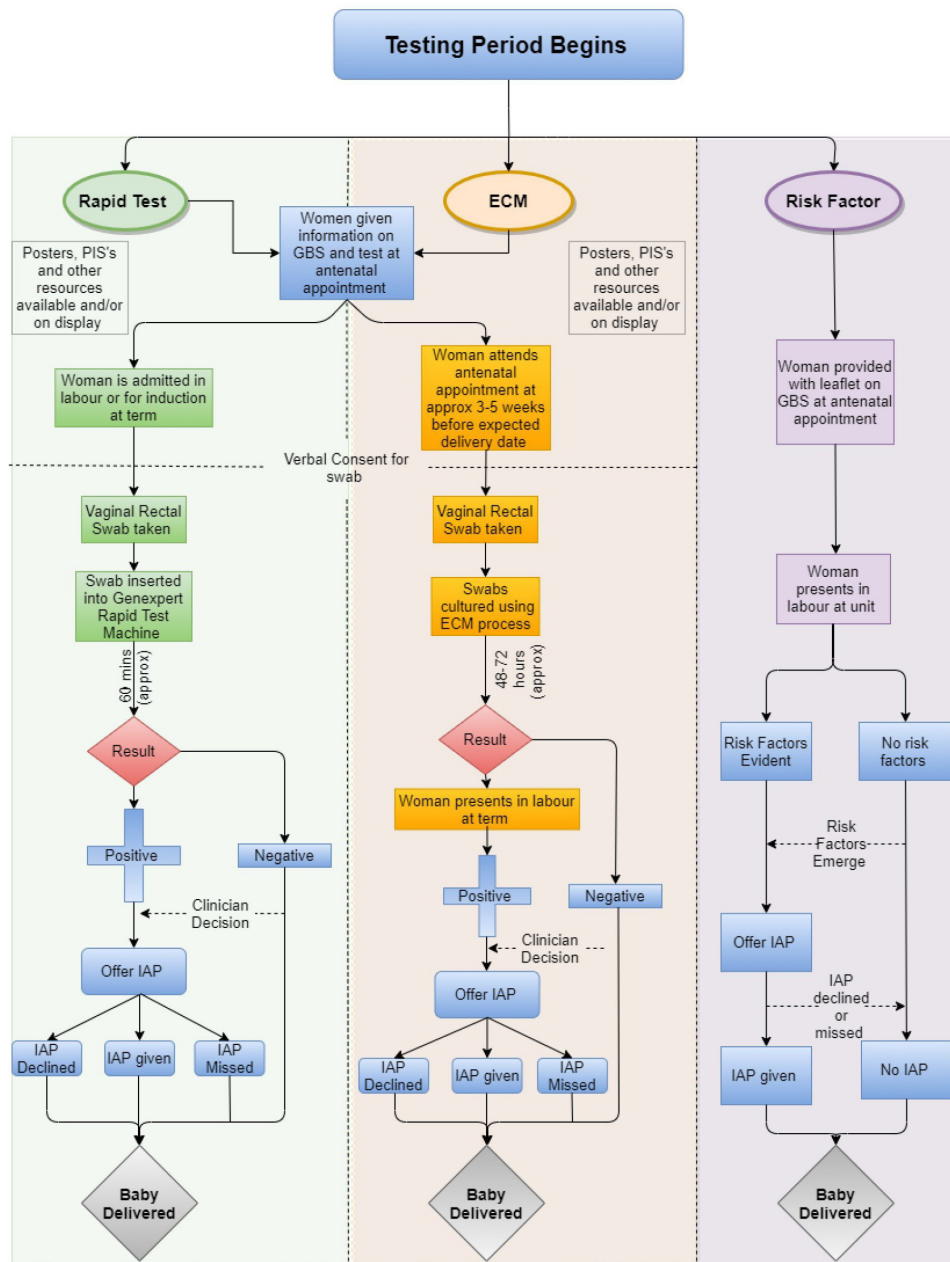 Testing Period Begins
Rapid Test
ECM
Risk Factor
Women given
information on
GBS and test at
antenatal
appointment
Posters, PIS's
and other
resources
available and/or
on display
Posters, PIS's
and other
resources
available and/or
on display
Woman is admitted in
labour or for induction
at term
Woman attends
antenatal
appointment at
approx 3-5 weeks
before expected
delivery date
Woman provided
with leaflet on
GBS at antenatal
appointment
Verbal Consent for
swab
Vaginal Rectal
Swab taken
Vaginal Rectal
Swab taken
Swab inserted
into Genexpert
Rapid Test
Machine
Swabs
cultured using
ECM process
Woman
presents in
labour at unit
60 mins
(approx)
48-72
hours
(approx)
Result
Result
Risk Factors
Evident
No risk
factors
Woman presents in labour
at term
Positive
Negative
Risk
Factors
Emerge
Positive
Negative
Clinician
Decision
Clinician
Decision
Offer IAP
Offer IAP
Offer IAP
IAP
declined
or
missed
IAP
Declined
IAP given
IAP
Missed
IAP
Declined
IAP given
IAP
Missed
IAP given
No IAP
Baby
Delivered
Baby
Delivered
Baby
Delivered